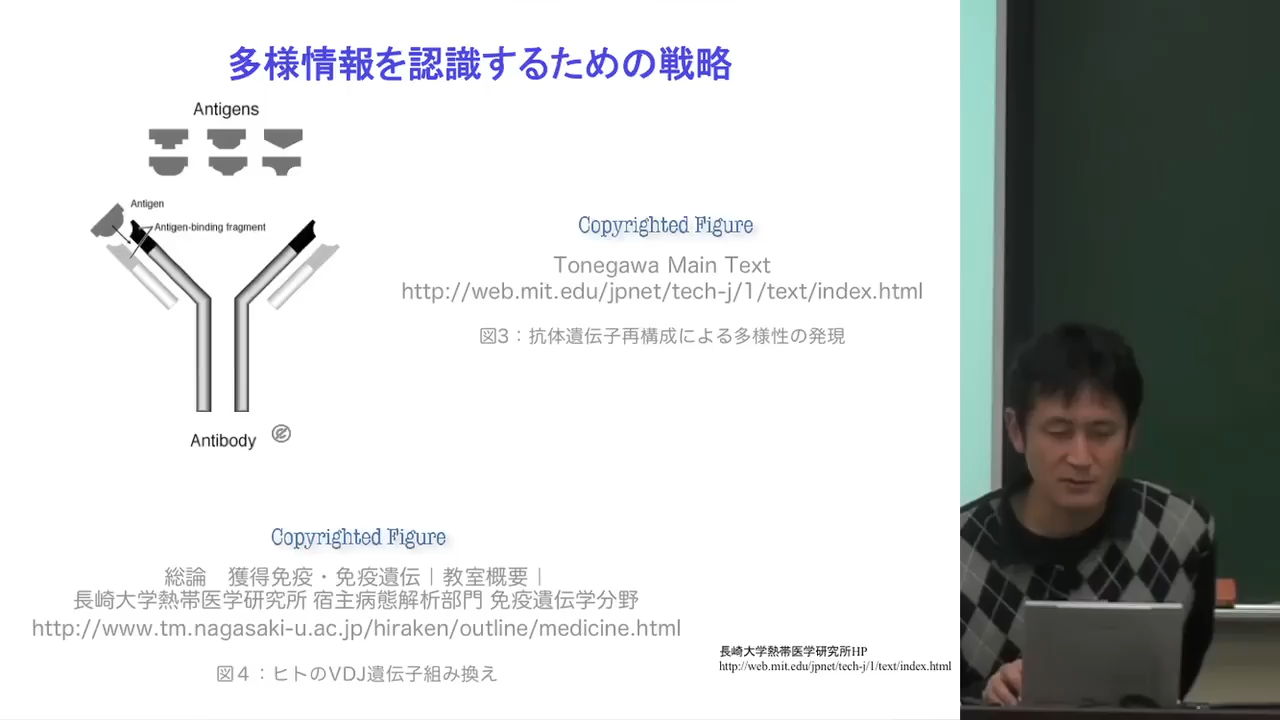 多様情報を認識するための戦略
Antigens
Antigen
Antigen-binding fragment
Antibody
Copyrighted Figure
Tonegawa Main Text
http://web.mit.edu/jpnet/tech-j/1/text/index.html
図3：抗体遺伝子再構成による多様性の発現
Copyrighted Figure
総論　獲得免疫・免疫遺伝｜教室概要｜
長崎大学熱帯医学研究所 宿主病態解析部門 免疫遺伝学分野
http://www.tm.nagasaki-u.ac.jp/hiraken/outline/medicine.html
図４：ヒトのVDJ遺伝子組み換え
長崎大学熱帯医学研究所HP
http://web.mit.edu/jpnet/tech-j/1/text/index.html